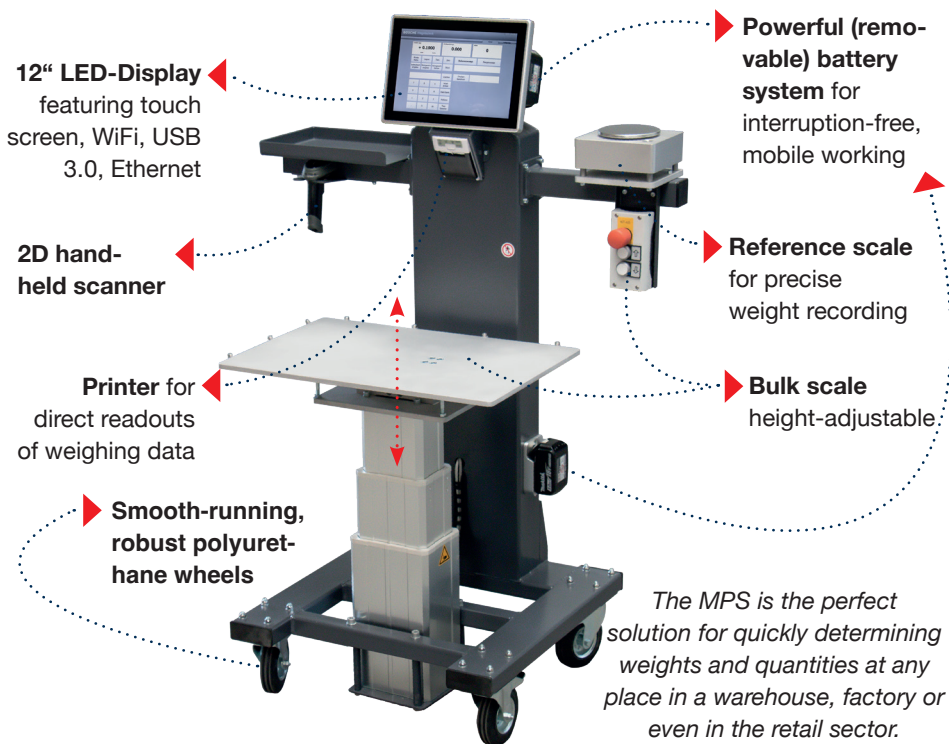 12“ LED-Display
featuring touch
screen, WiFi, USB
3.0, Ethernet
2D hand-
held scanner
Printer for
direct readouts
of weighing data
Smooth-running,
robust polyuret-
hane wheels
Powerful (remo-
vable) battery
system for
interruption-free,
mobile working
Reference scale
for precise
weight recording
Bulk scale
height-adjustable
The MPS is the perfect
solution for quickly determining
weights and quantities at any
place in a warehouse, factory or
even in the retail sector.